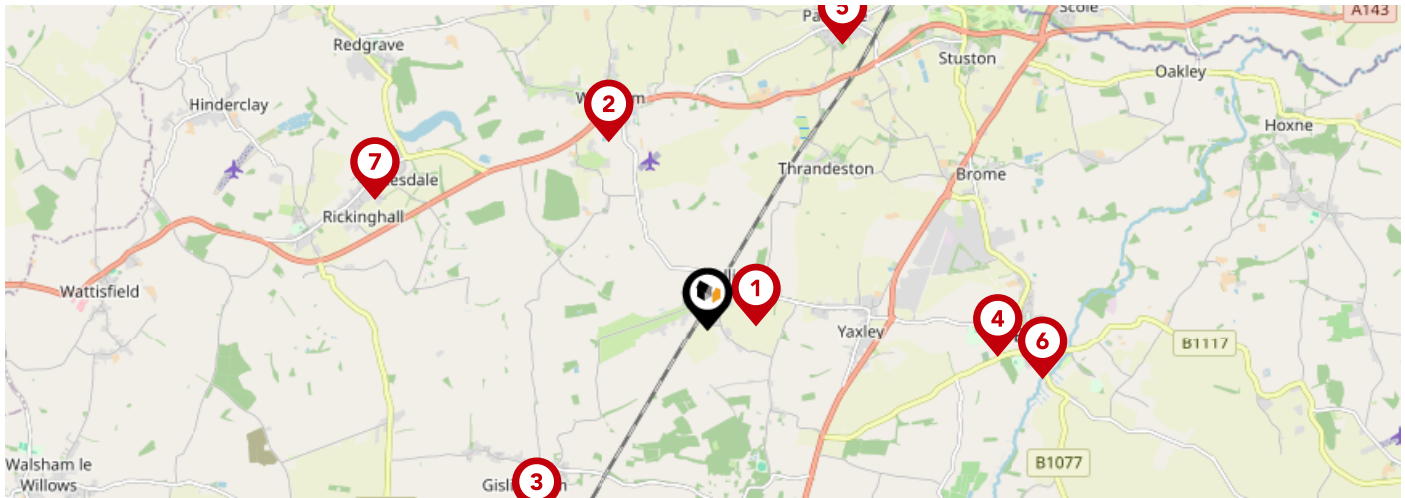 5
Scole
A143
Redgrave
Stuston
Oakley
Hinderclay
2
Hoxne
7
Thrandeston
Brome
Rickinghall
Wattisfield
1
4
Yaxley
6
B1117
Walsham le
Willows
3
B1077